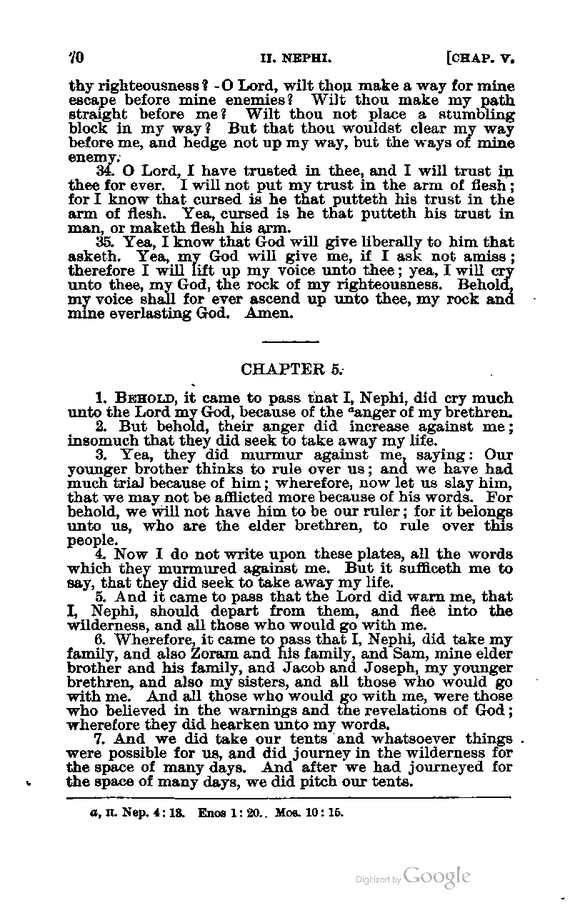 70 II. NEPHI. [CHAP. V.
thy righteousness? -O Lord, wilt thou make a way for mine
escape before mine enemies? Wilt thou make my path
straight before me? Wilt thou not place a stumbling
block in my way? But that thou wouldst clear my way
before me, and hedge not up my way, but the ways of mine
enemy.
34. O Lord, I have trusted in thee, and I will trust in
thee for ever. I will not put my trust in the arm of flesh;
for I know that cursed is he that putteth his trust in the
arm of flesh. Yea, cursed is he that putteth his trust in
man, or maketh flesh his arm.
35. Yea, I know that God will give liberally to him that
asketh. Yea, my God will give me, if I ask not amiss;
therefore I will lift up my voice unto thee; yea, I will cry
unto thee, my God, the rock of my righteousness. Behold,
my voice shall for ever ascend up unto thee, my rock and
mine everlasting God. Amen.
CHAPTER 5.
1. BEHOLD, it came to pass that I, Nephi, did cry much
unto the Lord my God, because of the ᵃanger of my brethren.
2. But behold, their anger did increase against me;
insomuch that they did seek to take away my life.
3. Yea, they did murmur against me, saying: Our
younger brother thinks to rule over us; and we have had
much trial because of him; wherefore, now let us slay him,
that we may not be afflicted more because of his words. For
behold, we will not have him to be our ruler; for it belongs
unto us, who are the elder brethren, to rule over this
people.
4. Now I do not write upon these plates, all the words
which they murmured against me. But it sufficeth me to
say, that they did seek to take away my life.
5. And it came to pass that the Lord did warn me, that
I, Nephi, should depart from them, and flee into the
wilderness, and all those who would go with me.
6. Wherefore, it came to pass that I, Nephi, did take my
family, and also Zoram and his family, and Sam, mine elder
brother and his family, and Jacob and Joseph, my younger
brethren, and also my sisters, and all those who would go
with me. And all those who would go with me, were those
who believed in the warnings and the revelations of God;
wherefore they did hearken unto my words.
7. And we did take our tents and whatsoever things
were possible for us, and did journey in the wilderness for
the space of many days. And after we had journeyed for
the space of many days, we did pitch our tents.
a, II. Nep. 4: 13. Enos 1: 20. Mos. 10: 15.
Digitized by Google